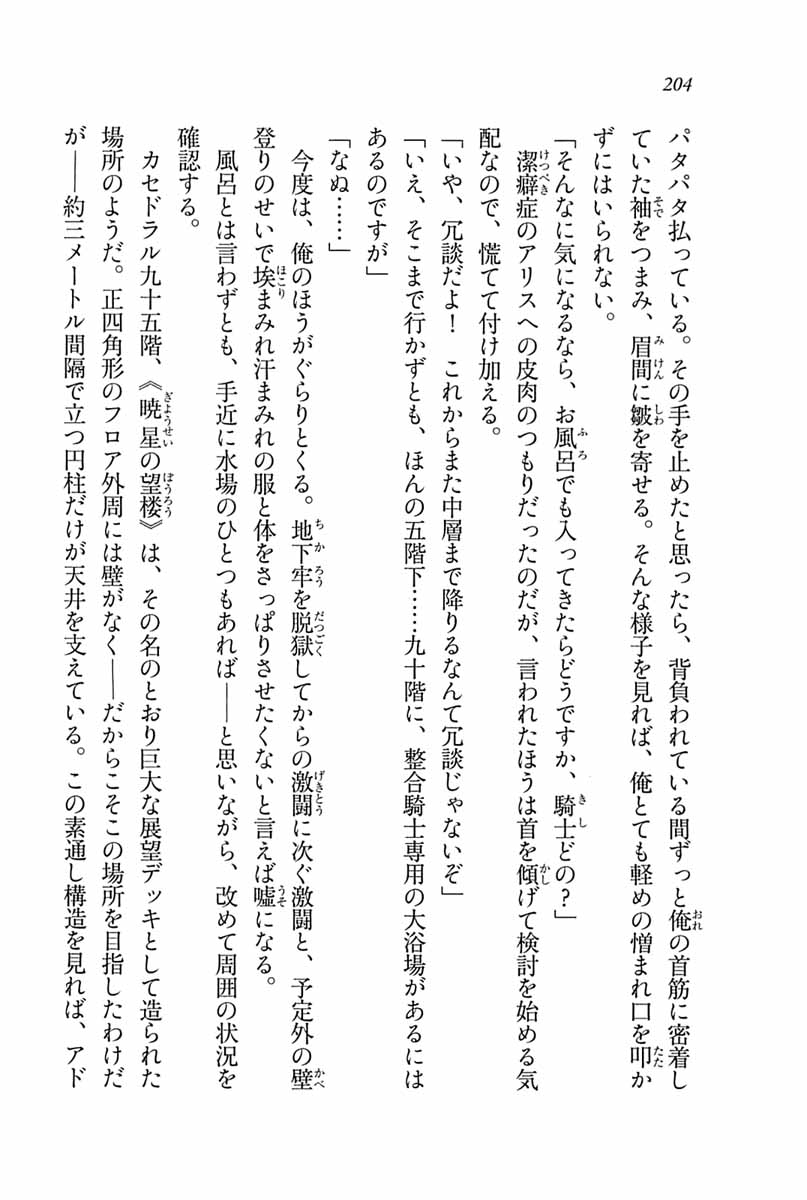 204
パタパタ払っている。その手を止めたと思ったら、背負われている間ずっと俺の首筋に密着し
ていた袖をつまみ、眉間に皺を寄せる。そんな様子を見れば、俺とても軽めの憎まれ口を叩か
ずにはいられない。
「そんなに気になるなら、お風呂でも入ってきたらどうですか、騎士どの？」
潔癖症のアリスへの皮肉のつもりだったのだが、言われたほうは首を傾げて検討を始める気
配なので、慌てて付け加える。
「いや、冗談だよ！　これからまた中層まで降りるなんて冗談じゃないぞ」
「いえ、そこまで行かずとも、ほんの五階下……九十階に、整合騎士専用の大浴場があるには
あるのですが」
「なぬ……」
今度は、俺のほうがぐらりとくる。地下牢を脱獄してからの激闘に次ぐ激闘と、予定外の壁
登りのせいで埃まみれ汗まみれの服と体をさっぱりさせたくないと言えば嘘になる。
風呂とは言わずとも、手近に水場のひとつもあれば——と思いながら、改めて周囲の状況を
確認する。
カセドラル九十五階、《暁星の望楼》は、その名のとおり巨大な展望デッキとして造られた
場所のようだ。正四角形のフロア外周には壁がなく——だからこそこの場所を目指したわけだ
が——約三メートル間隔で立つ円柱だけが天井を支えている。この素通し構造を見れば、アド